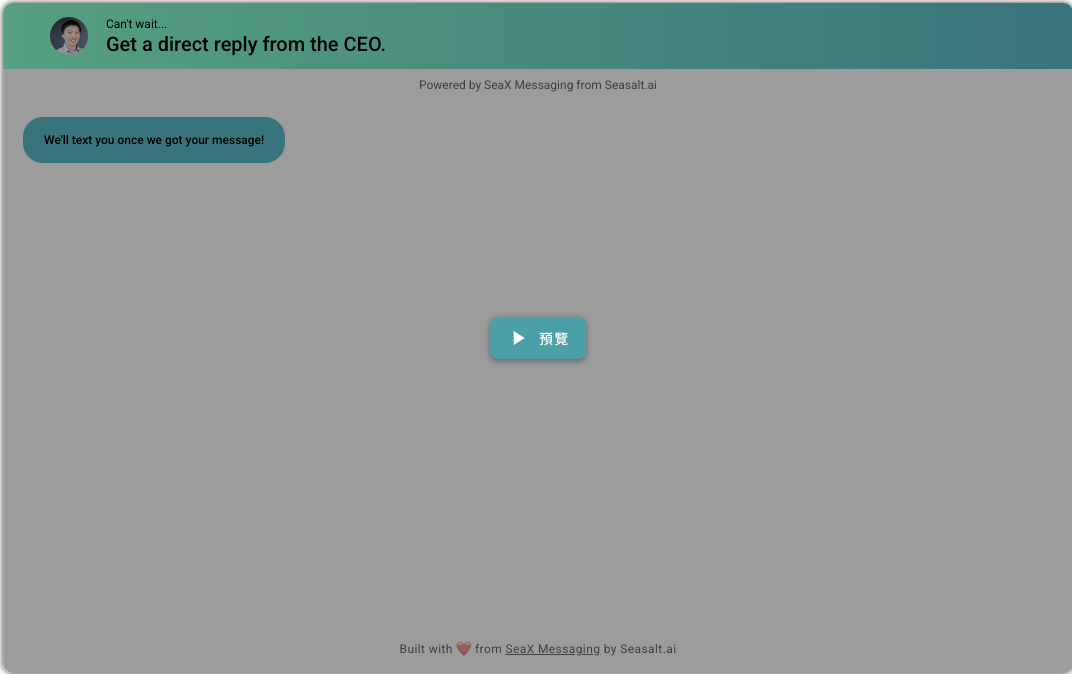 Can't wait...
Get a direct reply from the CEO.
Powered by SeaX Messaging from Seasalt.ai
We'll text you once we got your message!
預覽
Built with ❤️ from SeaX Messaging by Seasalt.ai